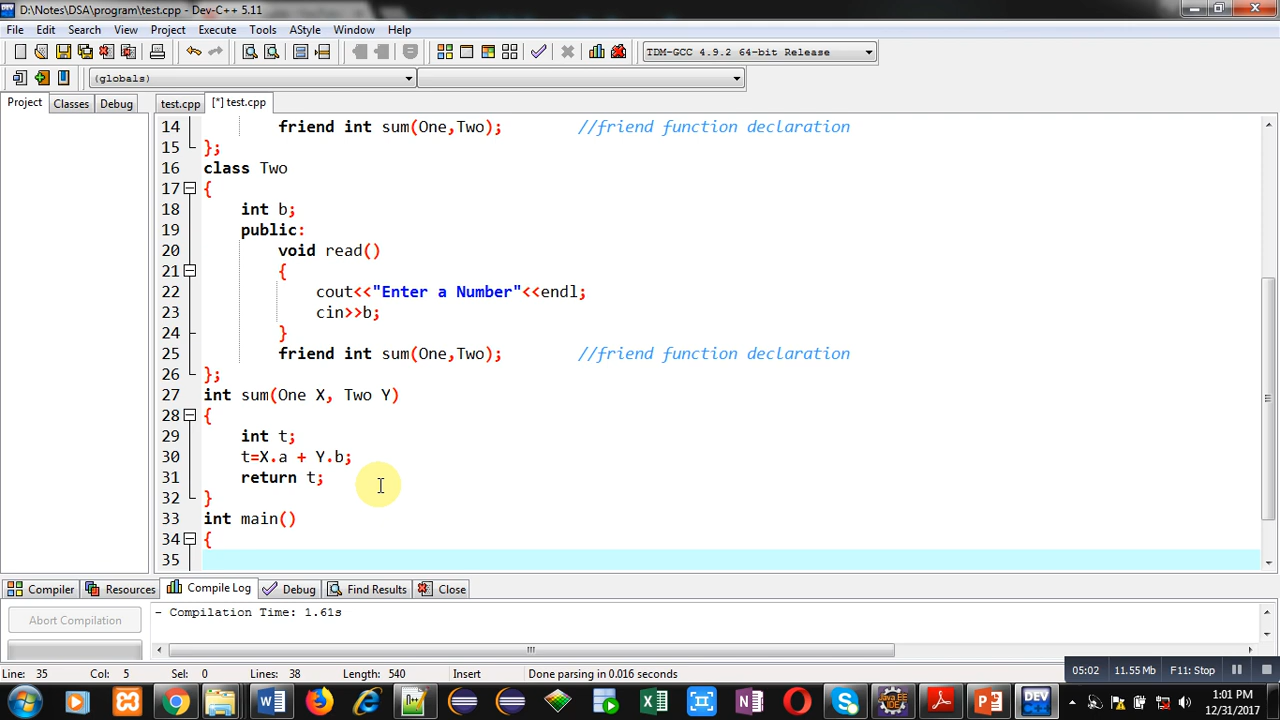 D:\Notes\DSA\program\test.cpp - Dev-C++ 5.11
File Edit Search View Project Execute Tools AStyle Window Help
TDM-GCC 4.9.2 64-bit Release
(globals)
Project Classes Debug test.cpp [*] test.cpp
14 friend int sum(One,Two); //friend function declaration
15 };
16 class Two
17 {
18 int b;
19 public:
20 void read()
21 {
22 cout<<"Enter a Number"<<endl;
23 cin>>b;
24 }
25 friend int sum(One,Two); //friend function declaration
26 };
27 int sum(One X, Two Y)
28 {
29 int t;
30 t=X.a + Y.b;
31 return t;
32 }
33 int main()
34 {
35
Compiler Resources Compile Log Debug Find Results Close
Abort Compilation
- Compilation Time: 1.61s
Line: 35 Col: 5 Sel: 0 Lines: 38 Length: 540 Insert Done parsing in 0.016 seconds
05:02 11.55 Mb F11: Stop
1:01 PM
12/31/2017